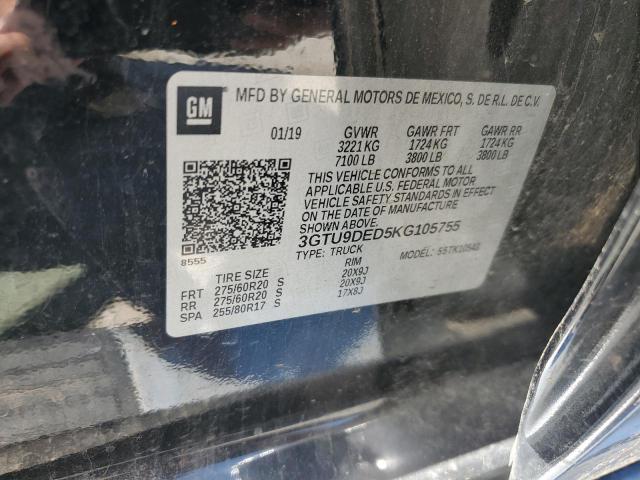 GM
MFD BY GENERAL MOTORS DE MEXICO, S. DE R.L. DE C.V.
01/19 GVWR GAWR FRT GAWR RR
3221 KG 1724 KG 1724 KG
7100 LB 3800 LB 3800 LB
THIS VEHICLE CONFORMS TO ALL
APPLICABLE U.S. FEDERAL MOTOR
VEHICLE SAFETY STANDARDS IN EFFECT
ON THE DATE OF MANUFACTURE
SHOWN ABOVE.
3GTU9DED5KG105755
TYPE: TRUCK MODEL: 55TK10543
8555
TIRE SIZE RIM
FRT 275/60R20 S 20X9J
RR 275/60R20 S 20X9J
SPA 255/80R17 S 17X8J